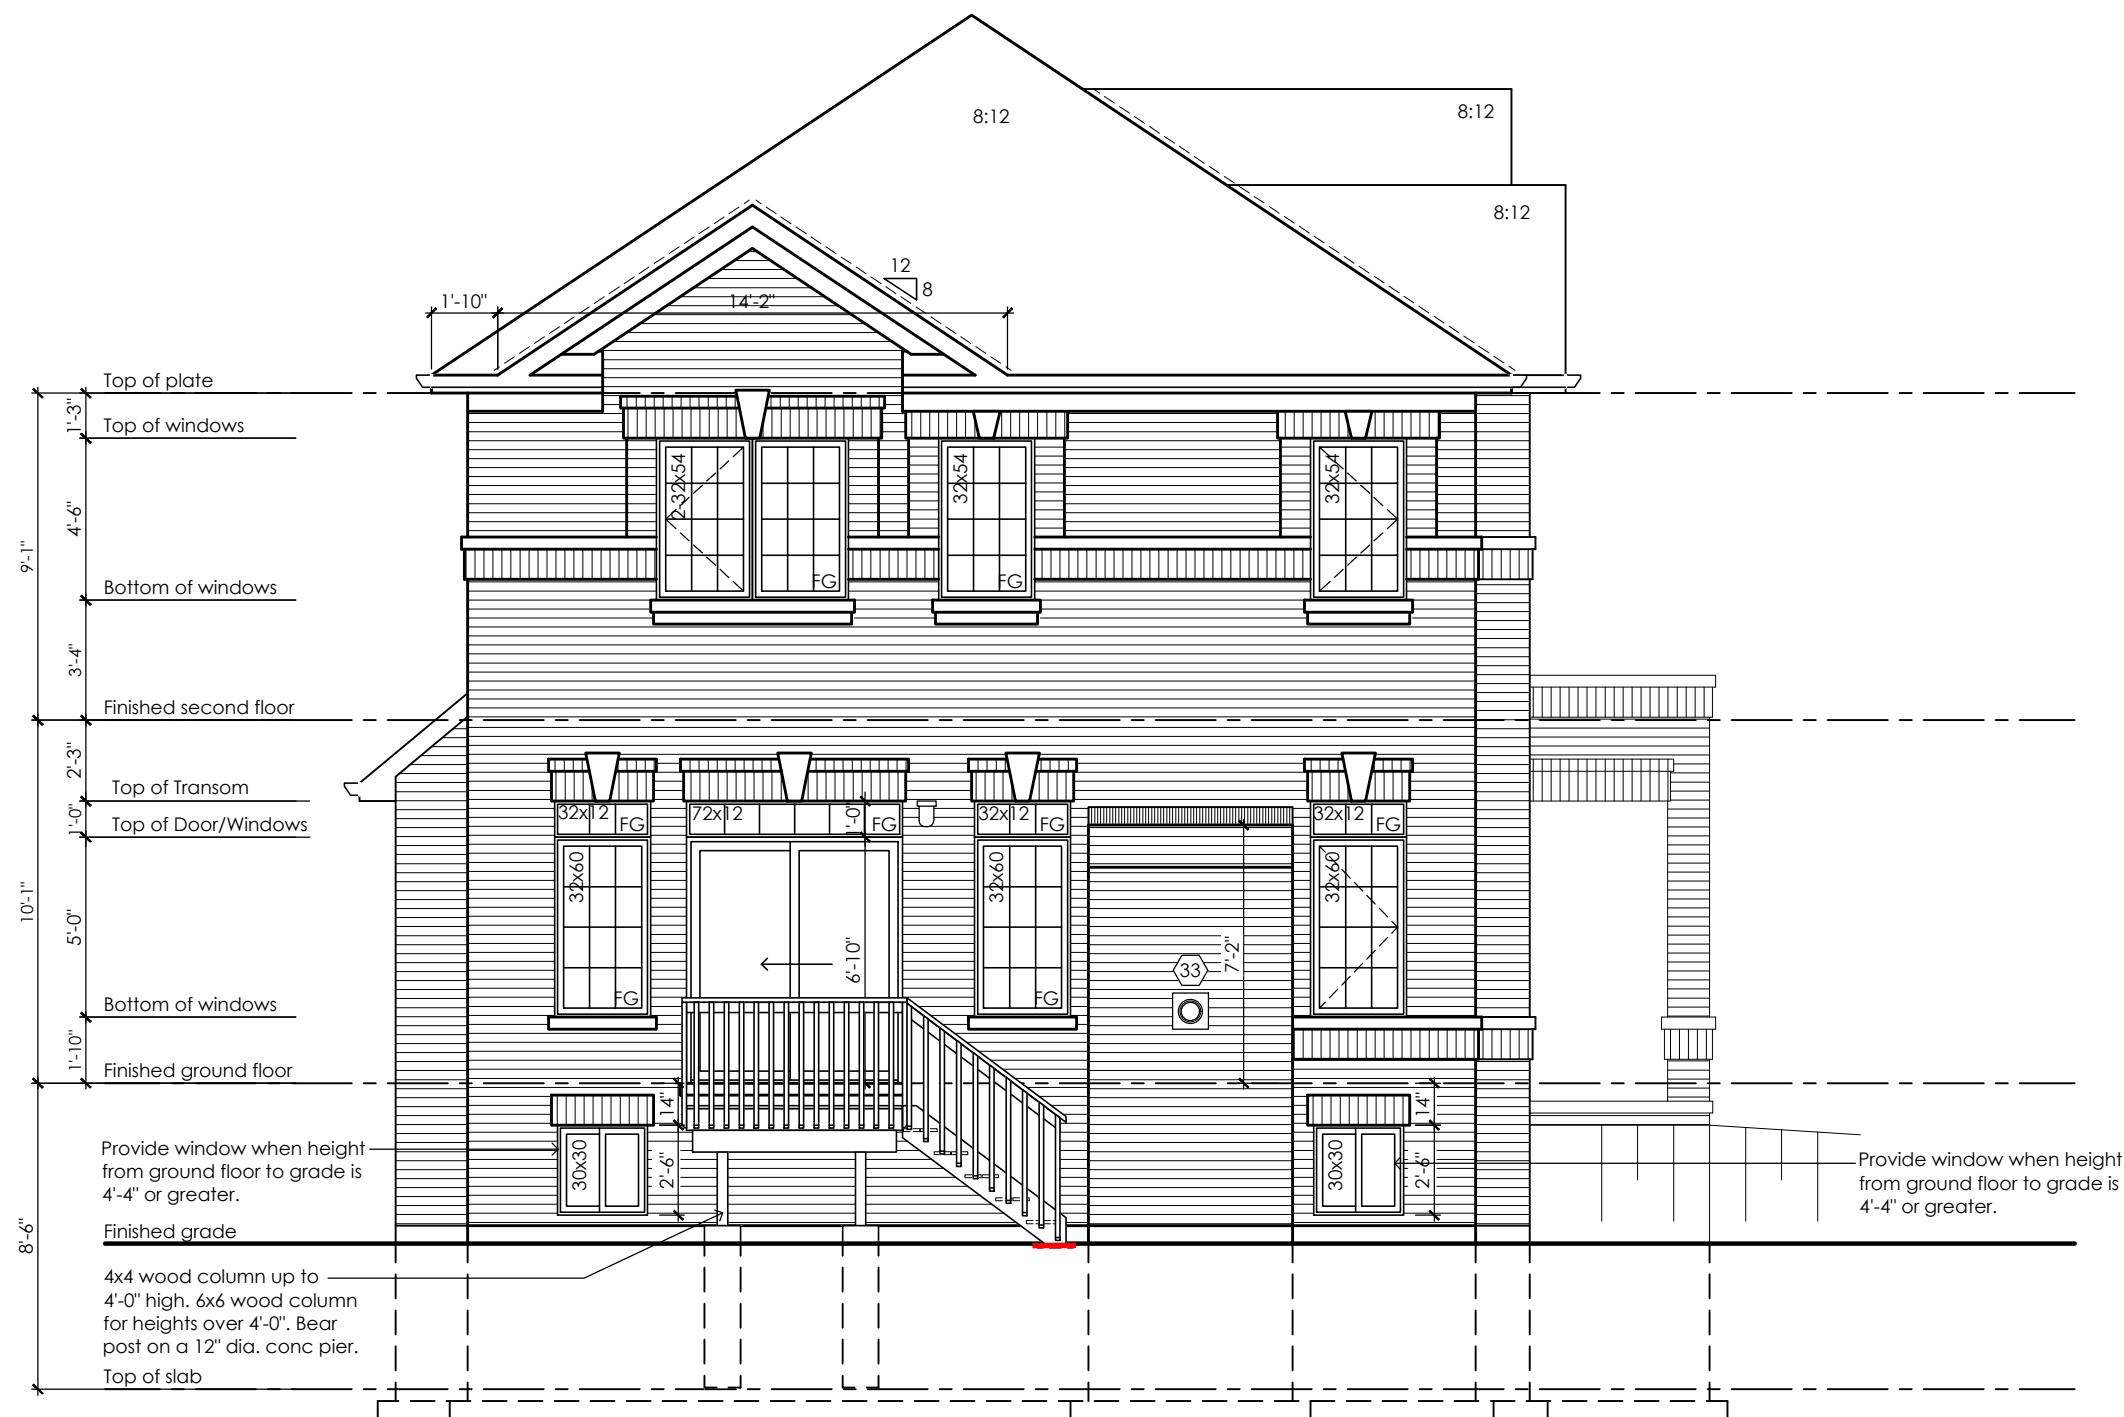 8:12
8:12
8:12
12
8
1'-10"
14'-2"
Top of plate
1'-3"
Top of windows
2-32x54
32x54
32x54
4'-6"
9'-1"
FG
FG
Bottom of windows
3'-4"
Finished second floor
2'-3"
Top of Transom
32x12
FG
72x12
FG
1'-0"
32x12
FG
32x12
FG
1'-0"
Top of Door/Windows
32x60
32x60
32x60
10'-1"
5'-0"
6'-10"
7'-2"
33
FG
FG
Bottom of windows
1'-10"
Finished ground floor
14"
14"
Provide window when height
from ground floor to grade is
4'-4" or greater.
30x30
2'-6"
30x30
2'-6"
Provide window when height
from ground floor to grade is
4'-4" or greater.
Finished grade
8'-6"
4x4 wood column up to
4'-0" high. 6x6 wood column
for heights over 4'-0". Bear
post on a 12" dia. conc pier.
Top of slab